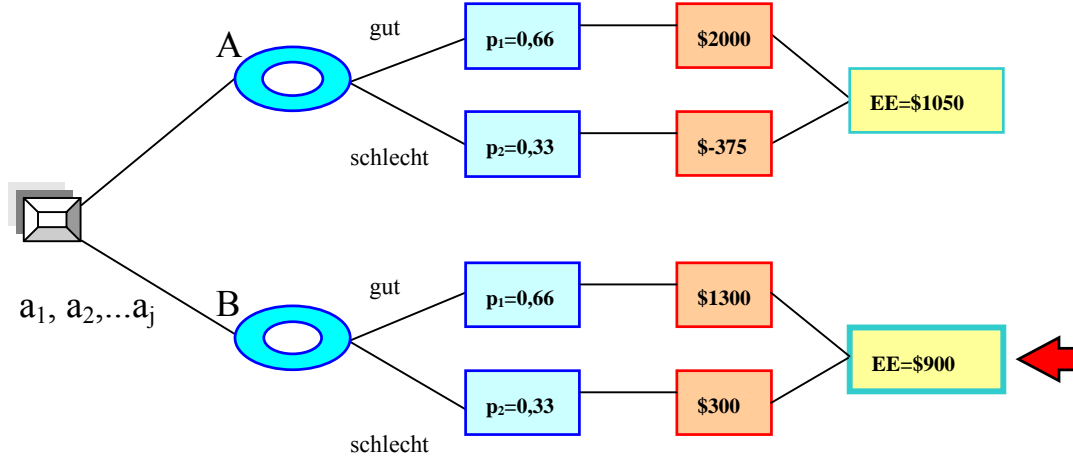 A
gut
p₁=0,66
$2000
EE=$1050
schlecht
p₂=0,33
$-375
a₁, a₂,...aⱼ
B
gut
p₁=0,66
$1300
EE=$900
schlecht
p₂=0,33
$300